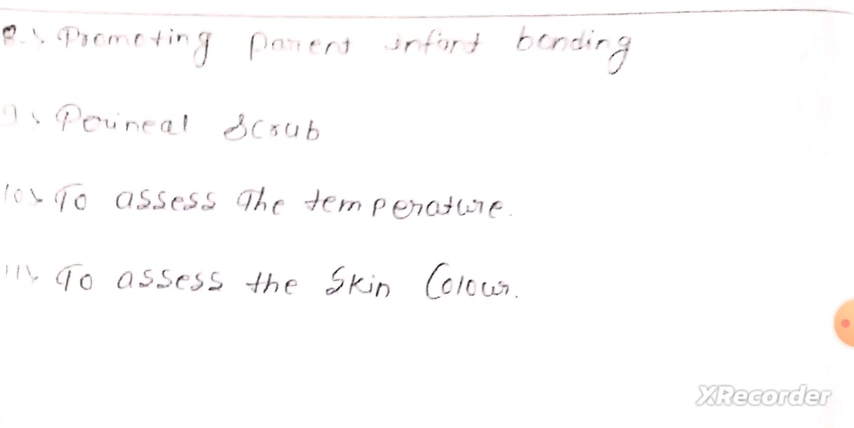 8.) Promoting parent infant bonding
9) Perineal Scrub
10) To assess The temperature.
11) To assess the Skin Colour.
XRecorder